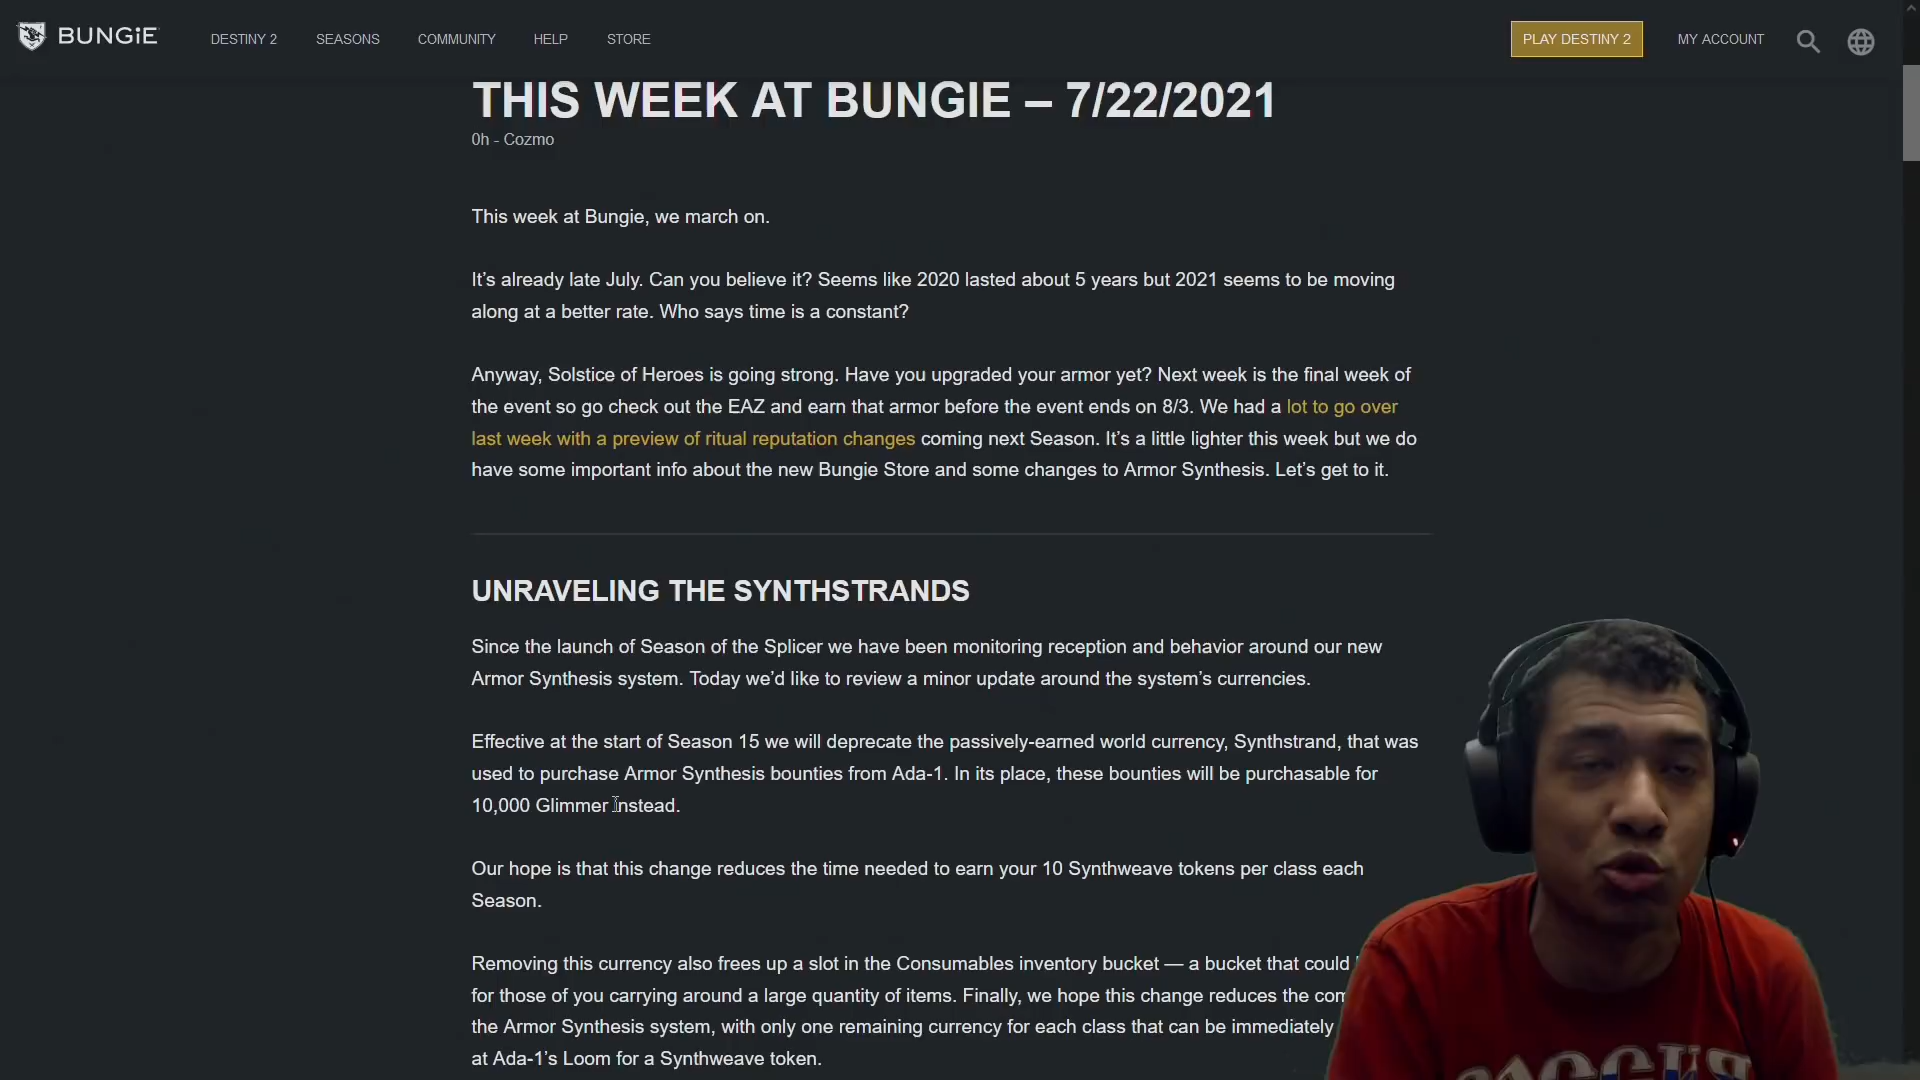 BUNGiE
DESTINY 2
SEASONS
COMMUNITY
HELP
STORE
PLAY DESTINY 2
MY ACCOUNT
THIS WEEK AT BUNGIE – 7/22/2021
0h - Cozmo
This week at Bungie, we march on.
It’s already late July. Can you believe it? Seems like 2020 lasted about 5 years but 2021 seems to be moving
along at a better rate. Who says time is a constant?
Anyway, Solstice of Heroes is going strong. Have you upgraded your armor yet? Next week is the final week of
the event so go check out the EAZ and earn that armor before the event ends on 8/3. We had a lot to go over
last week with a preview of ritual reputation changes coming next Season. It’s a little lighter this week but we do
have some important info about the new Bungie Store and some changes to Armor Synthesis. Let’s get to it.
UNRAVELING THE SYNTHSTRANDS
Since the launch of Season of the Splicer we have been monitoring reception and behavior around our new
Armor Synthesis system. Today we’d like to review a minor update around the system’s currencies.
Effective at the start of Season 15 we will deprecate the passively-earned world currency, Synthstrand, that was
used to purchase Armor Synthesis bounties from Ada-1. In its place, these bounties will be purchasable for
10,000 Glimmer instead.
Our hope is that this change reduces the time needed to earn your 10 Synthweave tokens per class each
Season.
Removing this currency also frees up a slot in the Consumables inventory bucket — a bucket that could
for those of you carrying around a large quantity of items. Finally, we hope this change reduces the
the Armor Synthesis system, with only one remaining currency for each class that can be immediately
at Ada-1’s Loom for a Synthweave token.